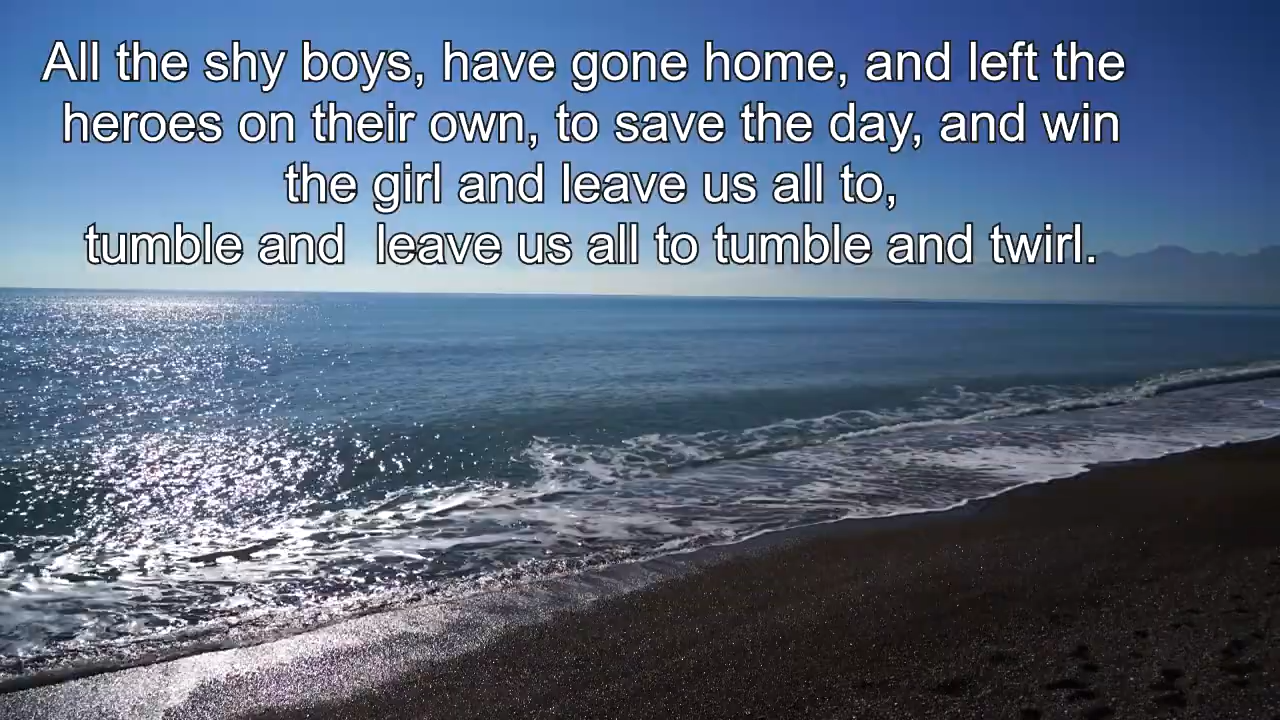 All the shy boys, have gone home, and left the
heroes on their own, to save the day, and win
the girl and leave us all to,
tumble and  leave us all to tumble and twirl.